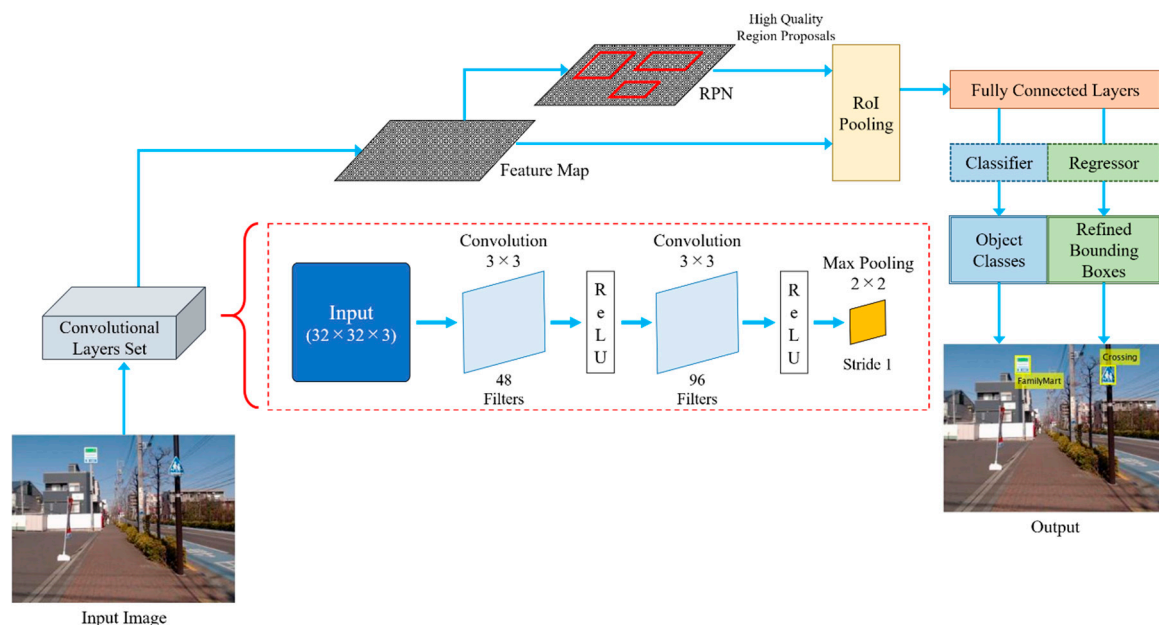 High Quality
Region Proposals
RPN
Feature Map
RoI
Pooling
Fully Connected Layers
Classifier
Regressor
Object
Classes
Refined
Bounding
Boxes
Convolutional
Layers Set
Input
(32 × 32 × 3)
Convolution
3 × 3
48
Filters
ReLU
Convolution
3 × 3
96
Filters
ReLU
Max Pooling
2 × 2
Stride 1
Input Image
FamilyMart
Crossing
Output